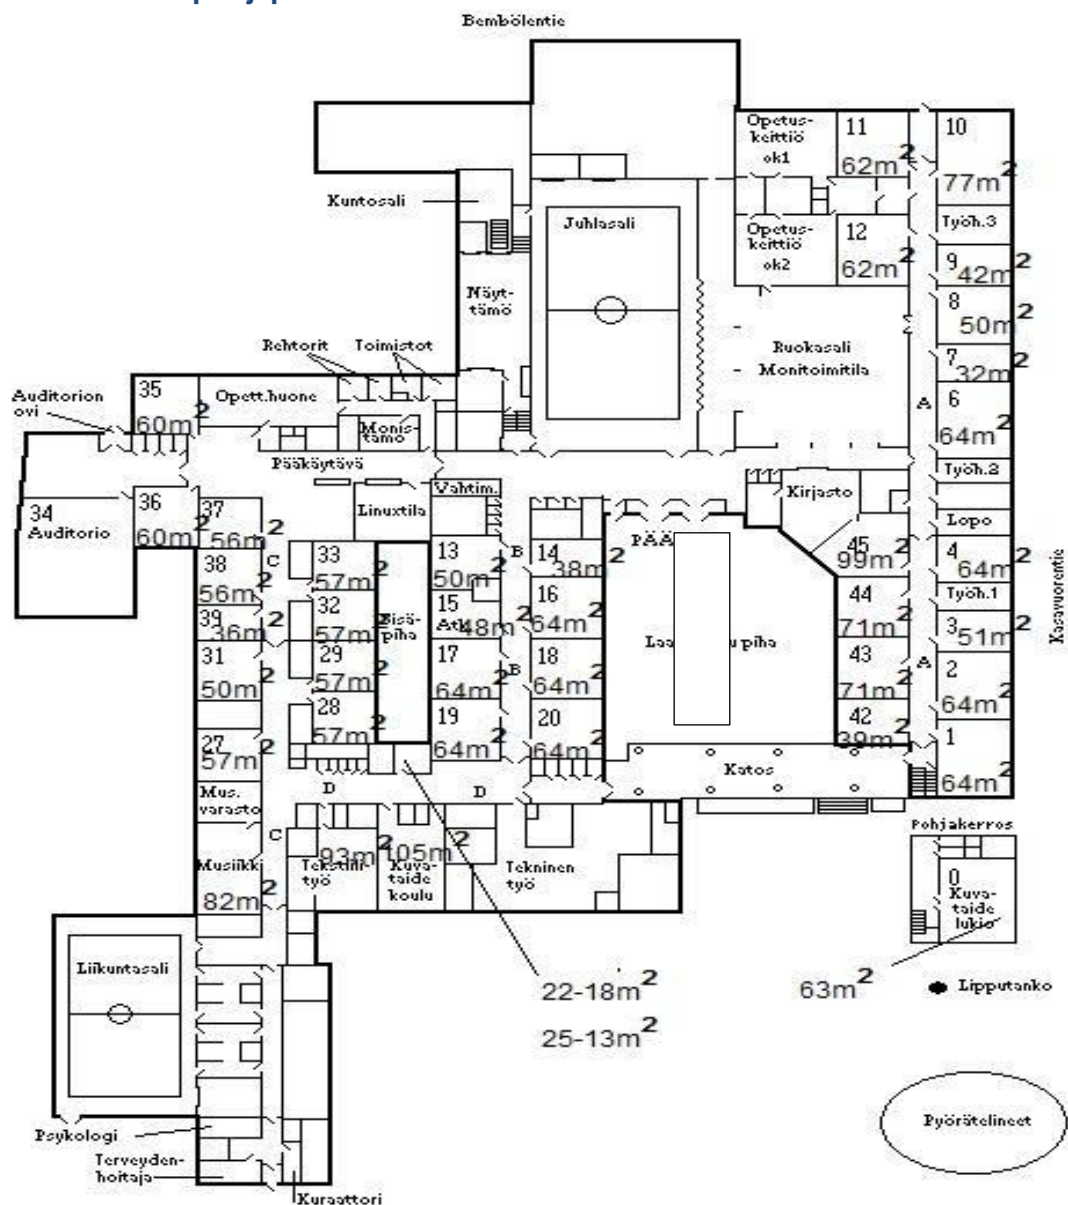 Bembölentie
Opetus-
keittiö
ok1
11
62m²
10
77m²
Kuntosali
Juhlasali
Työh.3
Opetus-
keittiö
ok2
12
62m²
9
42m²
Näyt-
tämö
8
50m²
Rehtorit
Toimistot
Ruokasali
Monitoimitila
7
32m²
Auditorion
ovi
35
60m²
Opett.huone
Monis-
tamo
A
6
64m²
Pääkäytävä
Työh.2
34
Auditorio
36
60m²
37
56m²
Linuxtila
Vahtim.
Kirjasto
Lopo
C
33
57m²
13
50m²
B
14
38m²
PÄÄ
45
99m²
4
64m²
38
56m²
32
57m²
Sisä-
piha
15
48m²
16
64m²
44
71m²
Työh.1
Kasavuorentie
39
36m²
3
51m²
31
50m²
29
57m²
17
64m²
B
18
64m²
piha
43
71m²
A
2
64m²
28
57m²
19
64m²
20
64m²
42
39m²
1
64m²
27
57m²
Katos
Mus.
varasto
D
D
C
Pohjakerros
Musiikki
82m²
93m²
Tekstiili-
työ
105m²
Kuva-
taide
koulu
Tekninen
työ
0
Kuva-
taide
lukio
Liikuntasali
22-18m²
63m²
Lipputanko
25-13m²
Psykologi
Pyörätelineet
Terveyden-
hoitaja
Kuraattori